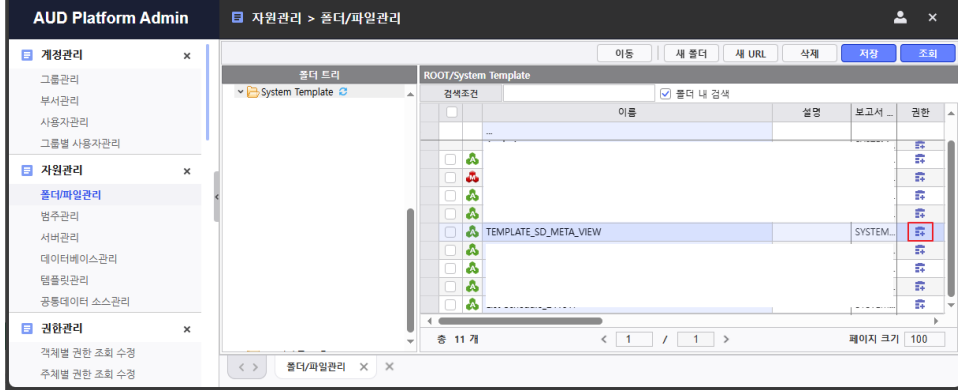 AUD Platform Admin
자원관리 > 폴더/파일관리
계정관리
그룹관리
부서관리
사용자관리
그룹별 사용자관리
자원관리
폴더/파일관리
범주관리
서버관리
데이터베이스관리
템플릿관리
공통데이터 소스관리
권한관리
객체별 권한 조회 수정
주체별 권한 조회 수정
이동 새 폴더 새 URL 삭제 저장 조회
폴더 트리
System Template
ROOT/System Template
검색조건 폴더 내 검색
이름 설명 보고서 ... 권한
...
TEMPLATE_SD_META_VIEW SYSTEM...
총 11 개 < 1 / 1 > 페이지 크기 100
< > 폴더/파일관리